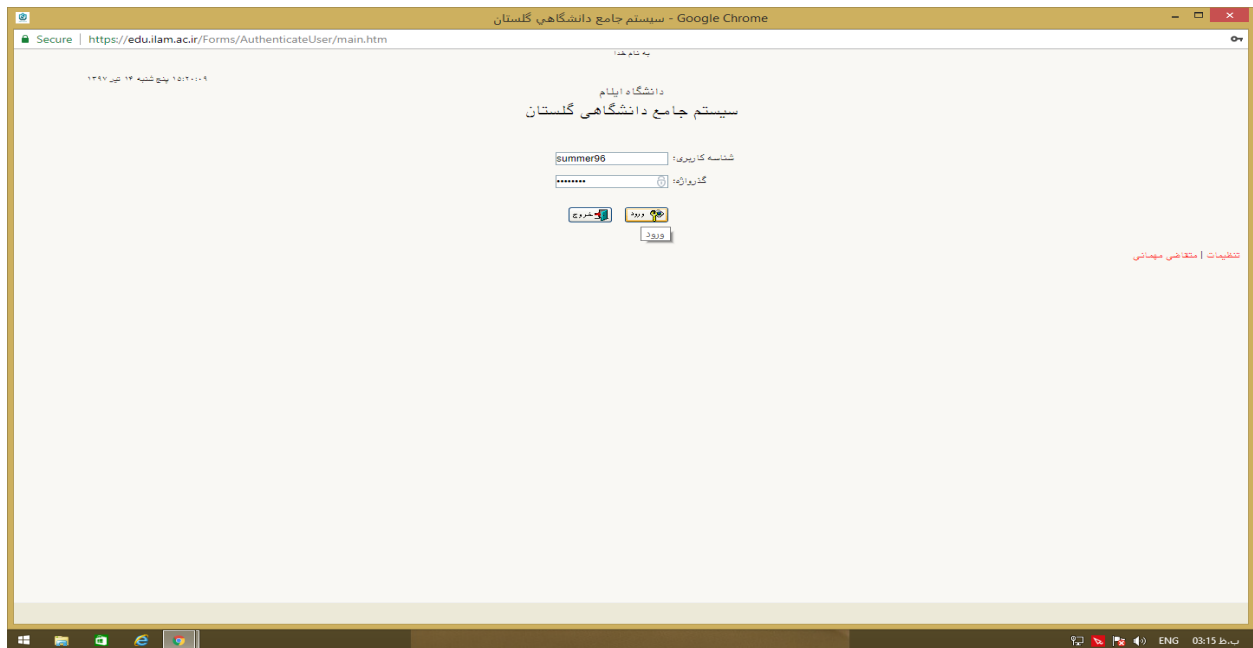 سیستم جامع دانشگاهي گلستان - Google Chrome
Secure | https://edu.ilam.ac.ir/Forms/AuthenticateUser/main.htm
به نام خدا
۱۵:۲۰:۰۹ پنج شنبه ۱۴ تیر ۱۳۹۷
دانشگاه ایلام
سیستم جامع دانشگاهی گلستان
شناسه کاربری: summer96
گذرواژه: ••••••••
ورود خروج
ورود
تنظیمات | متقاضی مهمانی
ENG 03:15 ب.ظ